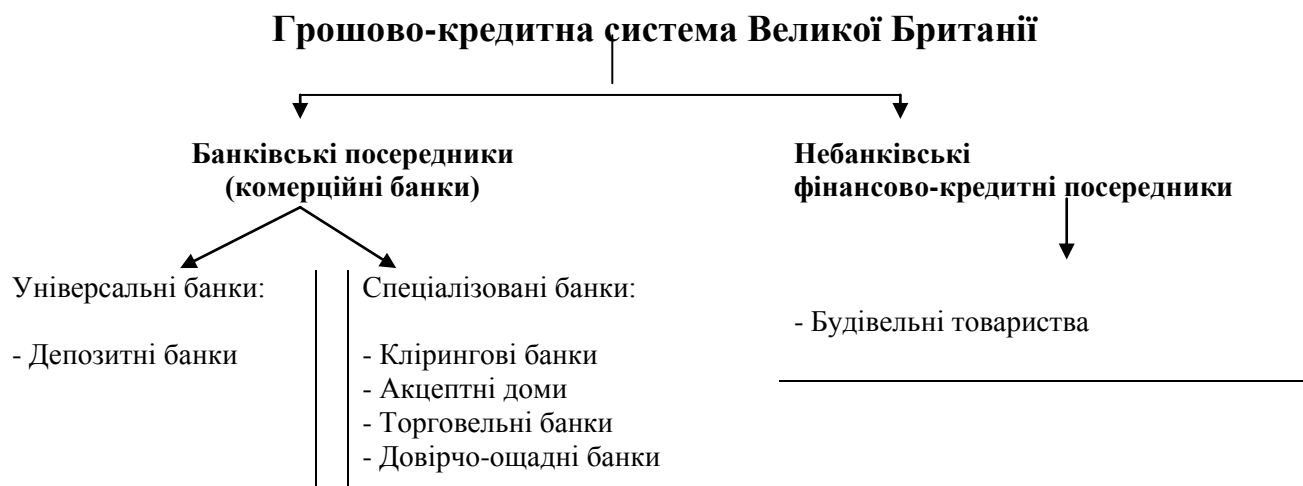 Грошово-кредитна система Великої Британії
Банківські посередники
(комерційні банки)
Небанківські
фінансово-кредитні посередники
Універсальні банки:
- Депозитні банки
Спеціалізовані банки:
- Клірингові банки
- Акцептні доми
- Торговельні банки
- Довірчо-ощадні банки
- Будівельні товариства